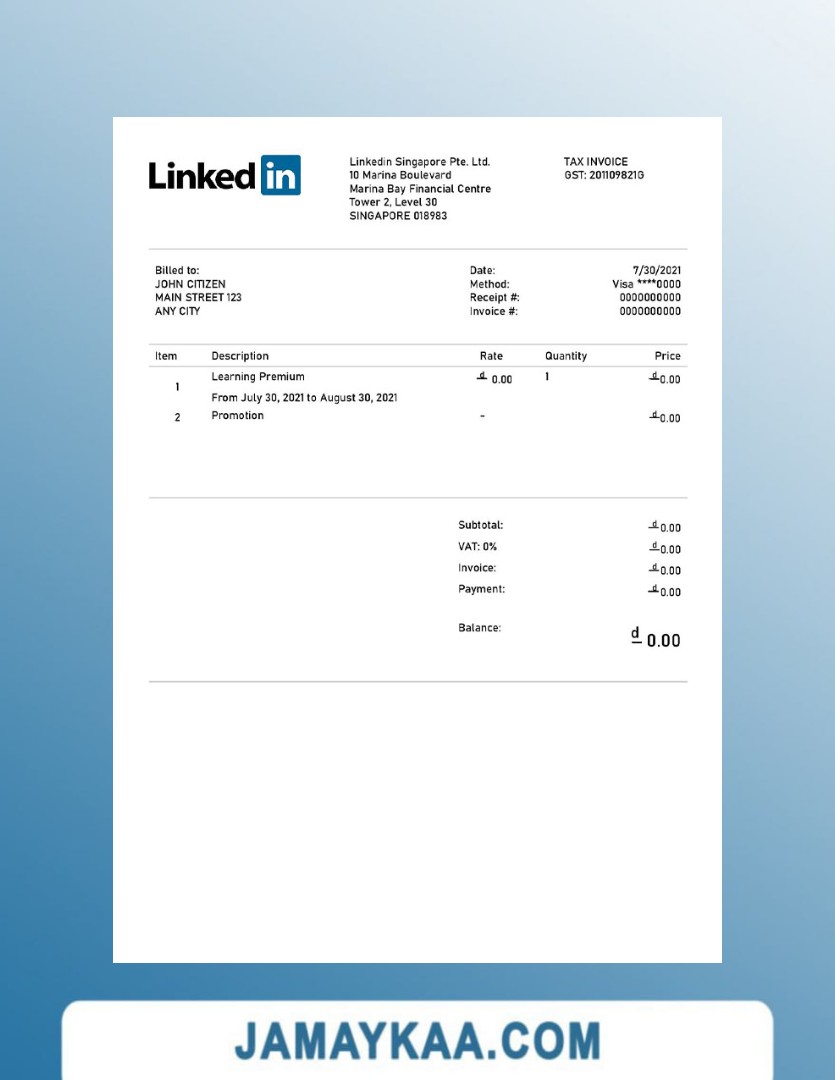 Linked in
Linkedin Singapore Pte. Ltd.
10 Marina Boulevard
Marina Bay Financial Centre
Tower 2, Level 30
SINGAPORE 018983
TAX INVOICE
GST: 201109821G
Billed to:
JOHN CITIZEN
MAIN STREET 123
ANY CITY
Date: 7/30/2021
Method: Visa ****0000
Receipt #: 0000000000
Invoice #: 0000000000
Item Description Rate Quantity Price
1 Learning Premium ₫ 0.00 1 ₫0.00
From July 30, 2021 to August 30, 2021
2 Promotion - ₫0.00
Subtotal: ₫0.00
VAT: 0% ₫0.00
Invoice: ₫0.00
Payment: ₫0.00
Balance: ₫ 0.00
JAMAYKAA.COM